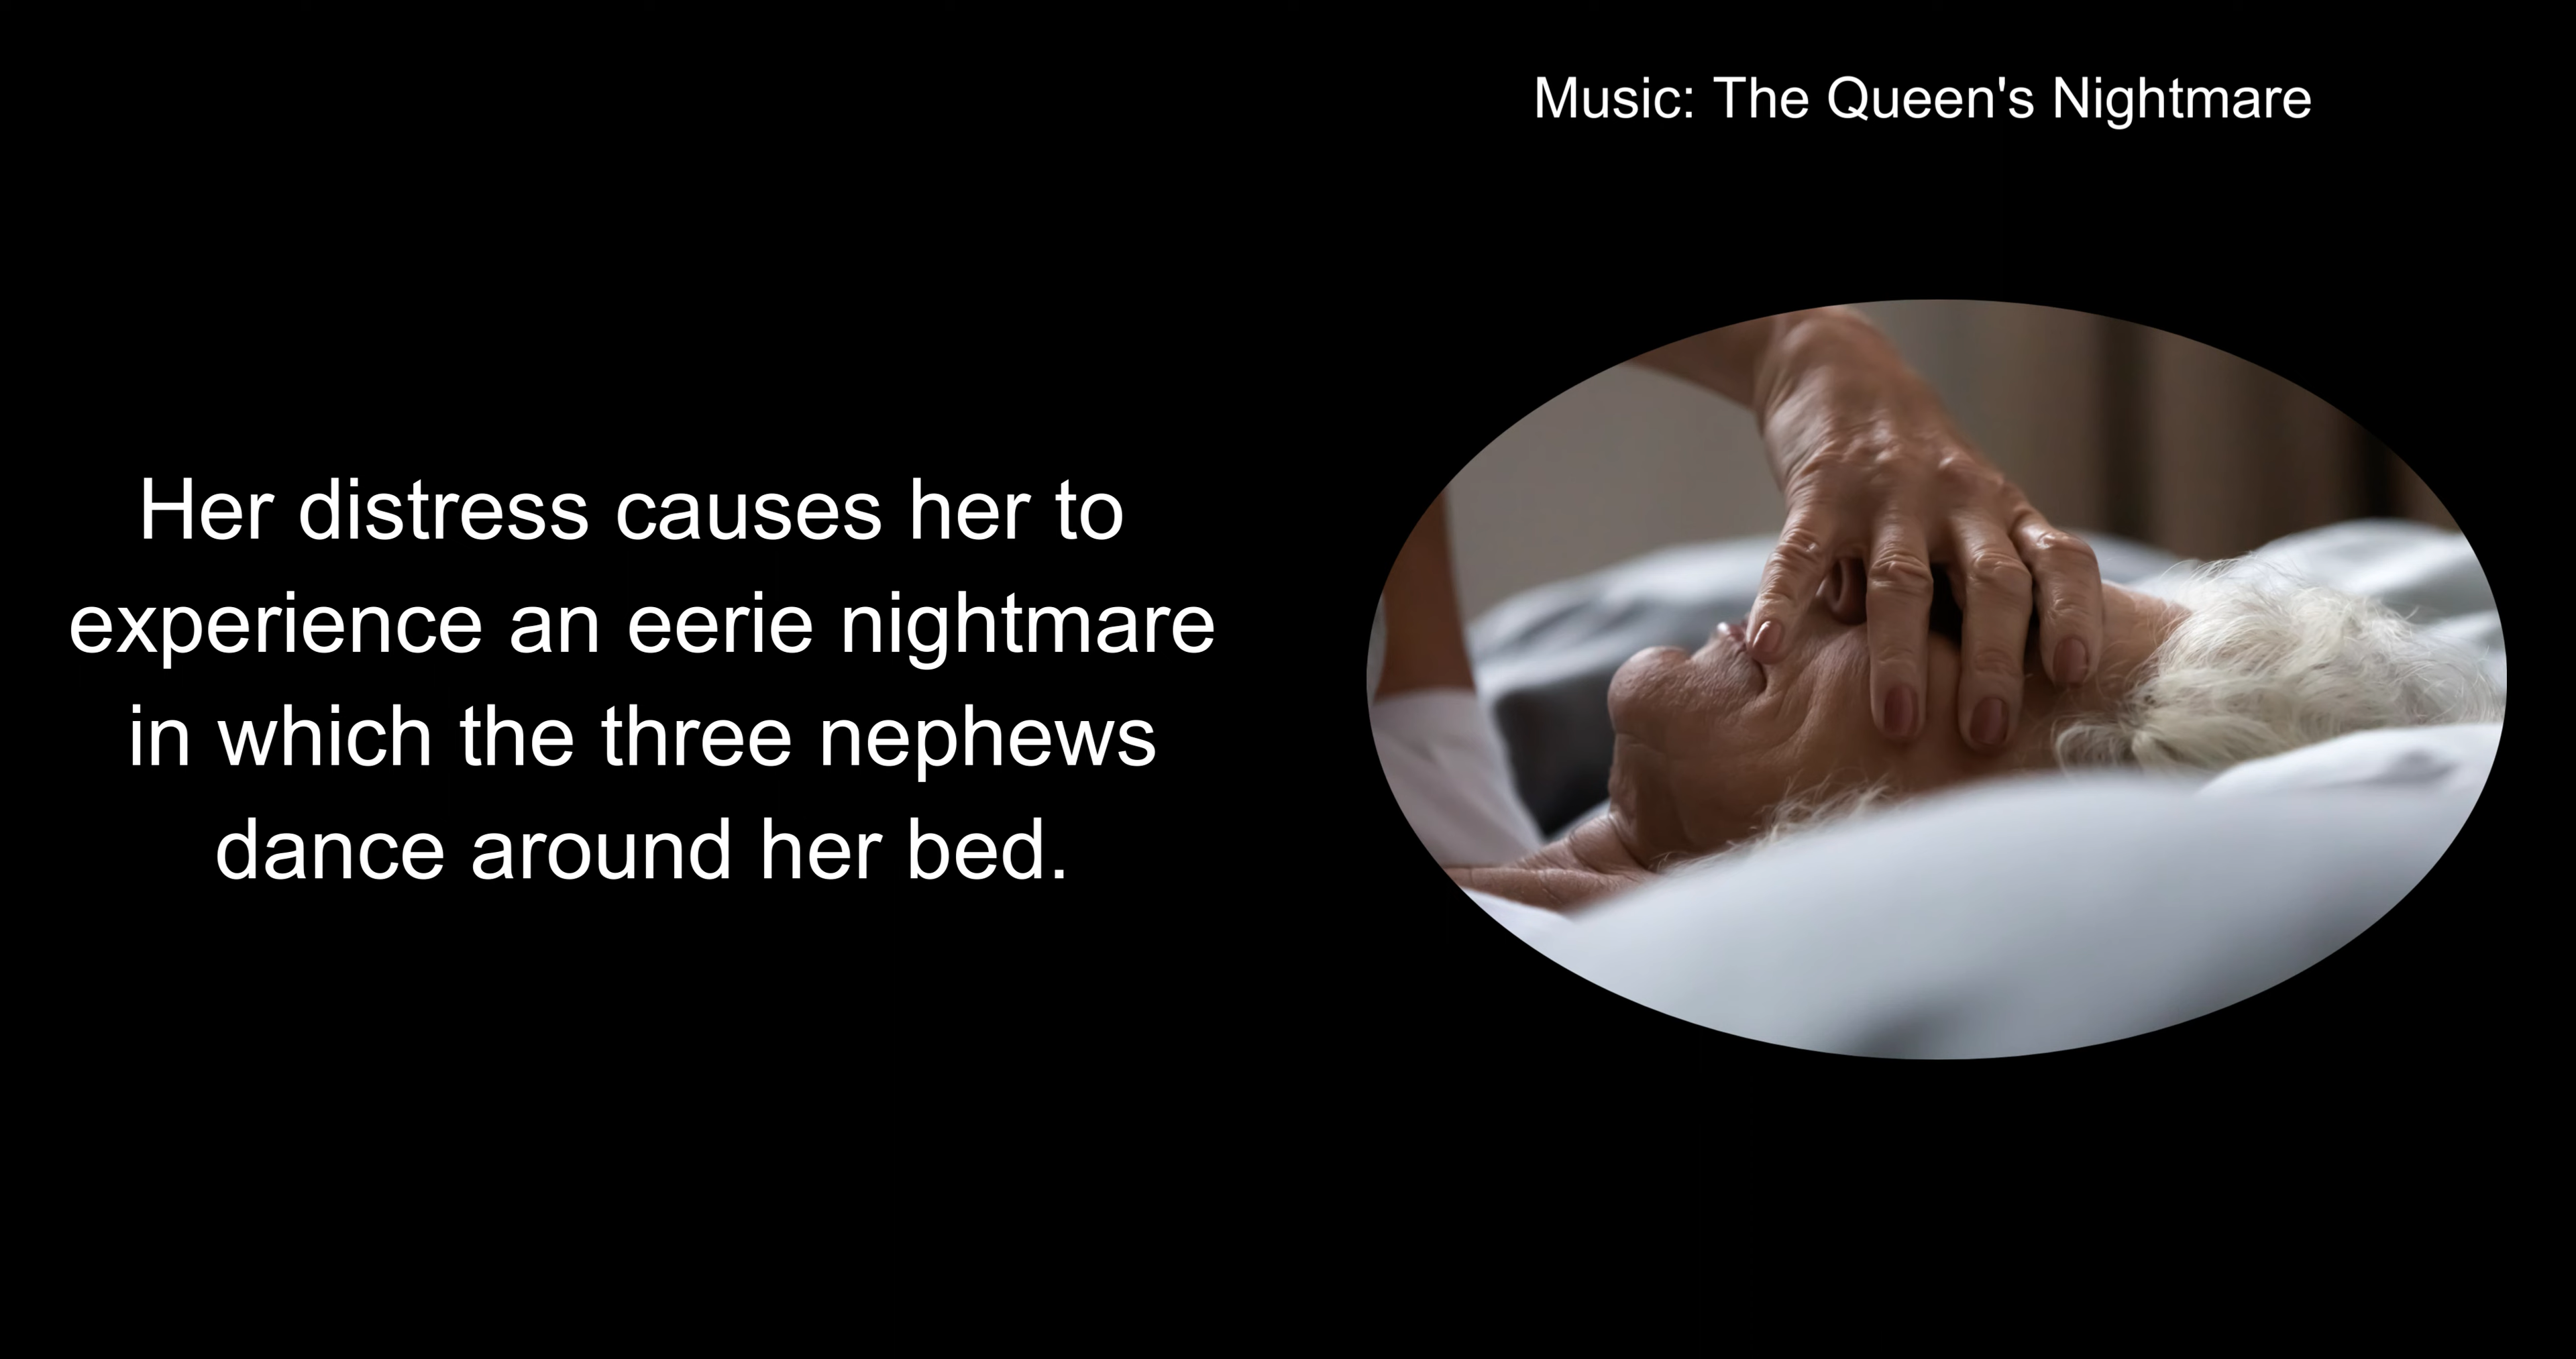 Music: The Queen's Nightmare
Her distress causes her to
experience an eerie nightmare
in which the three nephews
dance around her bed.